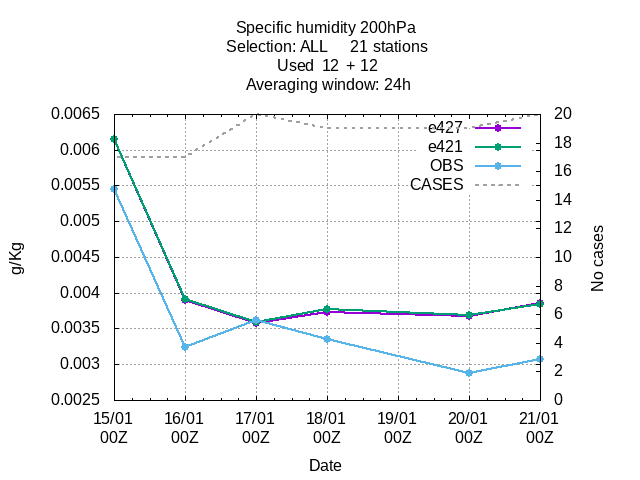 Specific humidity 200hPa
Selection: ALL     21 stations
Used  12 + 12
Averaging window: 24h
0.0065
0.006
0.0055
0.005
0.0045
0.004
0.0035
0.003
0.0025
g/Kg
e427
e421
OBS
CASES
20
18
16
14
12
10
8
6
4
2
0
No cases
15/01 16/01 17/01 18/01 19/01 20/01 21/01
00Z 00Z 00Z 00Z 00Z 00Z 00Z
Date